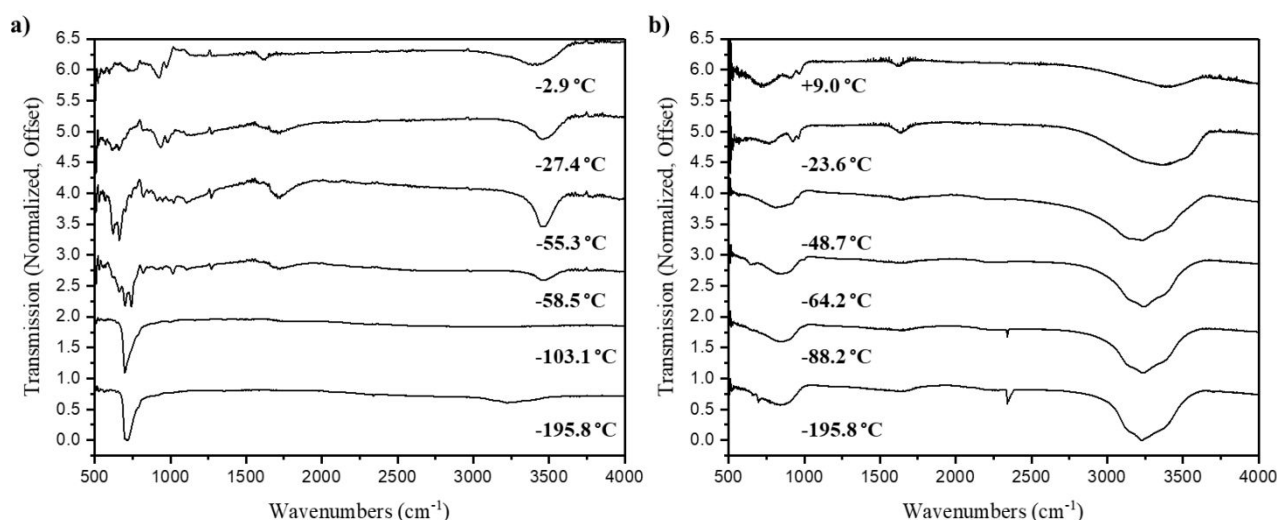 a)
Transmission (Normalized, Offset)
6.5
6.0
5.5
5.0
4.5
4.0
3.5
3.0
2.5
2.0
1.5
1.0
0.5
0.0
-2.9 °C
-27.4 °C
-55.3 °C
-58.5 °C
-103.1 °C
-195.8 °C
500 1000 1500 2000 2500 3000 3500 4000
Wavenumbers (cm⁻¹)
b)
Transmission (Normalized, Offset)
6.5
6.0
5.5
5.0
4.5
4.0
3.5
3.0
2.5
2.0
1.5
1.0
0.5
0.0
+9.0 °C
-23.6 °C
-48.7 °C
-64.2 °C
-88.2 °C
-195.8 °C
500 1000 1500 2000 2500 3000 3500 4000
Wavenumbers (cm⁻¹)